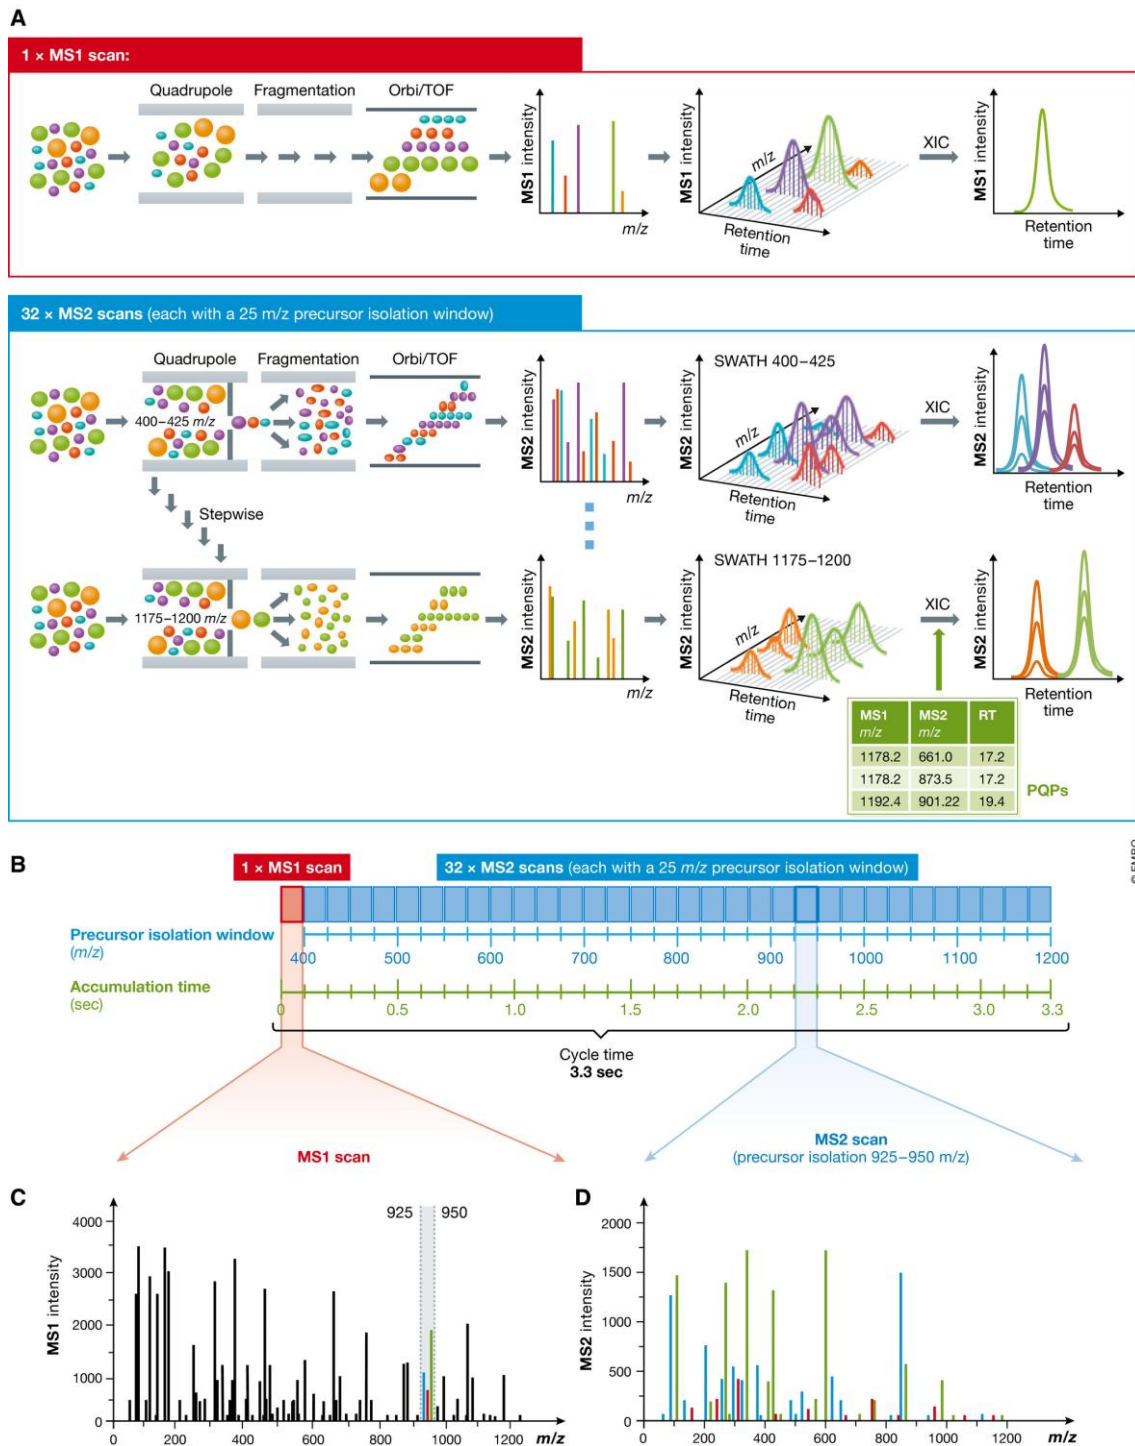 A
1 × MS1 scan:
Quadrupole
Fragmentation
Orbi/TOF
MS1 intensity
m/z
MS1 intensity
m/z
Retention
time
XIC
MS1 intensity
Retention
time
32 × MS2 scans (each with a 25 m/z precursor isolation window)
Quadrupole
Fragmentation
Orbi/TOF
400–425 m/z
MS2 intensity
m/z
SWATH 400–425
MS2 intensity
m/z
Retention
time
XIC
MS2 intensity
Retention
time
Stepwise
1175–1200 m/z
MS2 intensity
m/z
SWATH 1175–1200
MS2 intensity
m/z
Retention
time
XIC
MS2 intensity
Retention
time
MS1 MS2 RT
m/z m/z
1178.2 661.0 17.2
1178.2 873.5 17.2
1192.4 901.22 19.4
PQPs
© EMBO
B
1 × MS1 scan
32 × MS2 scans (each with a 25 m/z precursor isolation window)
Precursor isolation window
(m/z)
400 500 600 700 800 900 1000 1100 1200
Accumulation time
(sec)
0 0.5 1.0 1.5 2.0 2.5 3.0 3.3
Cycle time
3.3 sec
MS1 scan
MS2 scan
(precursor isolation 925–950 m/z)
C
925 950
MS1 intensity
4000
3000
2000
1000
0
0 200 400 600 800 1000 1200 m/z
D
MS2 intensity
2000
1500
1000
500
0
0 200 400 600 800 1000 1200 m/z